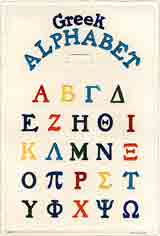 Greek
ALPHABET
Α Β Γ Δ
Ε Ζ Η Θ Ι
Κ Λ Μ Ν Ξ
Ο π Ρ Σ Τ
Υ Φ Χ Ψ Ω